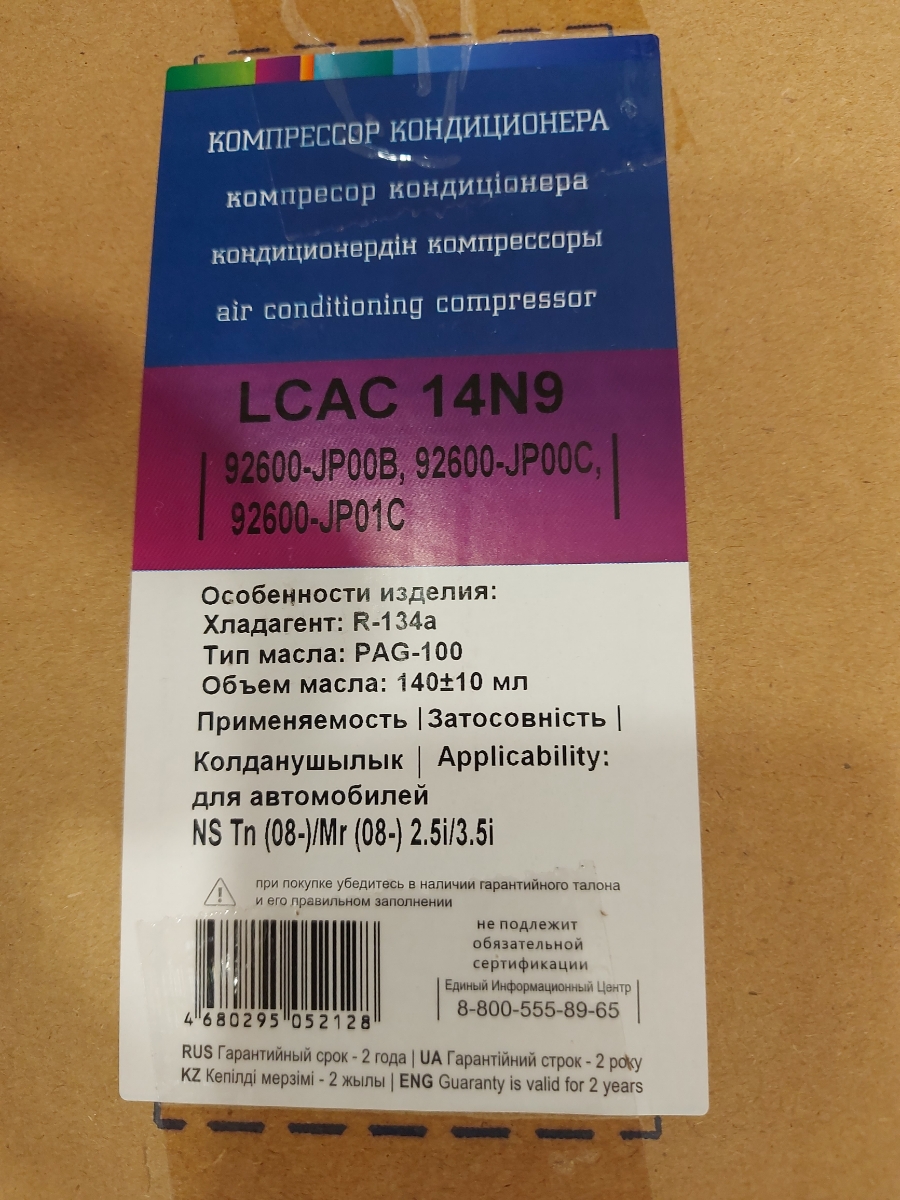 КОМПРЕССОР КОНДИЦИОНЕРА
компресор кондиціонера
кондиционердін компрессоры
air conditioning compressor
LCAC 14N9
92600-JP00B, 92600-JP00C,
92600-JP01C
Особенности изделия:
Хладагент: R-134a
Тип масла: PAG-100
Объем масла: 140±10 мл
Применяемость | Затосовність |
Колданушылык | Applicability:
для автомобилей
NS Tn (08-)/Mr (08-) 2.5i/3.5i
при покупке убедитесь в наличии гарантийного талона
и его правильном заполнении
не подлежит
обязательной
сертификации
Единый Информационный Центр
8-800-555-89-65
4 680295 052128
RUS Гарантийный срок - 2 года | UA Гарантійний строк - 2 року
KZ Кепілді мерзімі - 2 жылы | ENG Guaranty is valid for 2 years